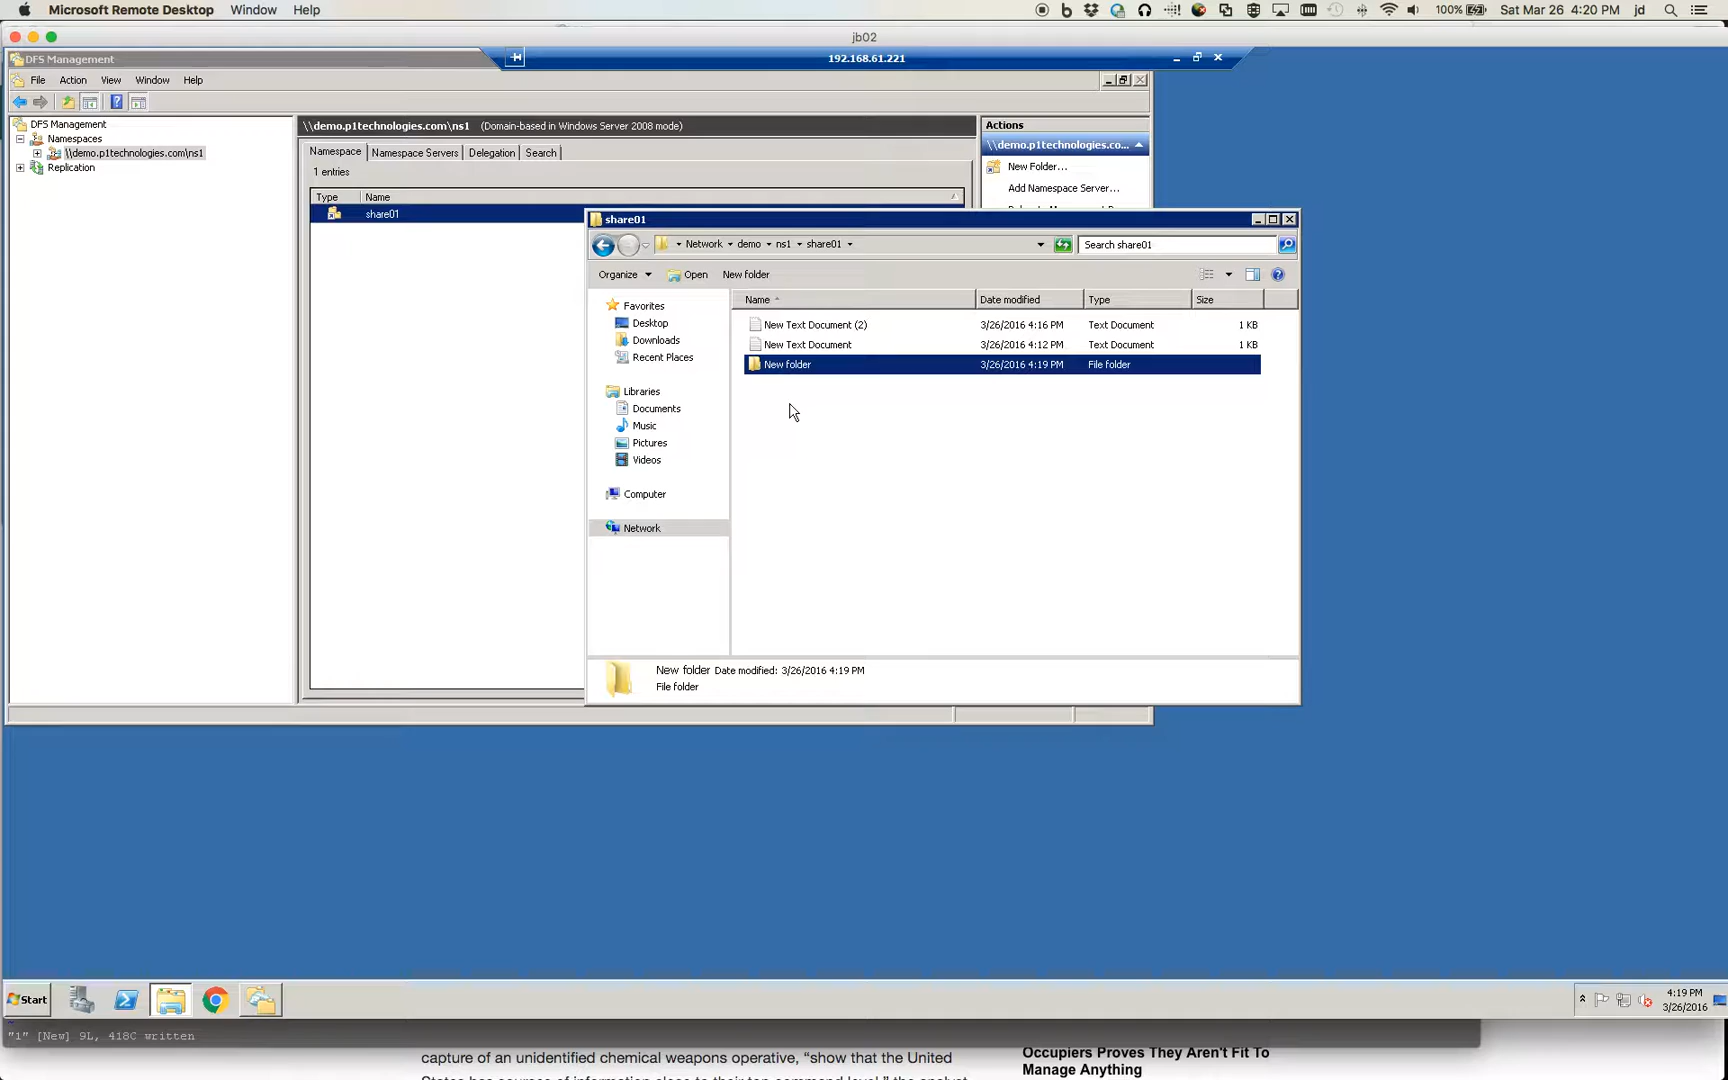 Microsoft Remote Desktop Window Help
100% Sat Mar 26 4:20 PM jd
jb02
DFS Management
192.168.61.221
File Action View Window Help
DFS Management
Namespaces
\\demo.p1technologies.com\ns1
Replication
\\demo.p1technologies.com\ns1 (Domain-based in Windows Server 2008 mode)
Namespace Namespace Servers Delegation Search
1 entries
Type Name
share01
Actions
\\demo.p1technologies.co...
New Folder...
Add Namespace Server...
share01
Network demo ns1 share01
Search share01
Organize Open New folder
Favorites
Desktop
Downloads
Recent Places
Libraries
Documents
Music
Pictures
Videos
Computer
Network
Name Date modified Type Size
New Text Document (2) 3/26/2016 4:16 PM Text Document 1 KB
New Text Document 3/26/2016 4:12 PM Text Document 1 KB
New folder 3/26/2016 4:19 PM File folder
New folder Date modified: 3/26/2016 4:19 PM
File folder
Start
4:19 PM
3/26/2016
"1" [New] 9L, 418C written
capture of an unidentified chemical weapons operative, “show that the United
Occupiers Proves They Aren't Fit To
Manage Anything